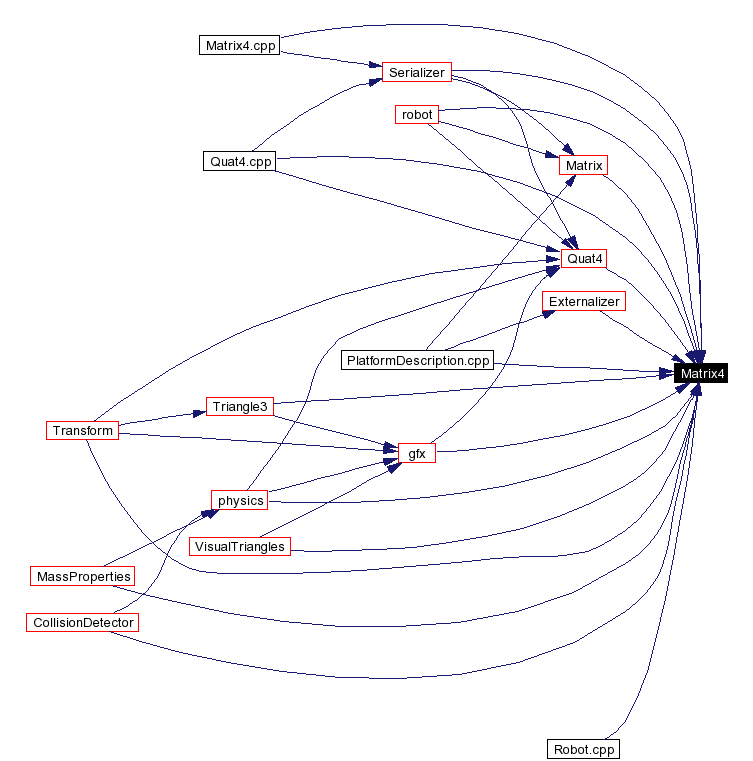 Matrix4.cpp
Serializer
robot
Quat4.cpp
Matrix
Quat4
Externalizer
PlatformDescription.cpp
Matrix4
Triangle3
Transform
gfx
physics
VisualTriangles
MassProperties
CollisionDetector
Robot.cpp